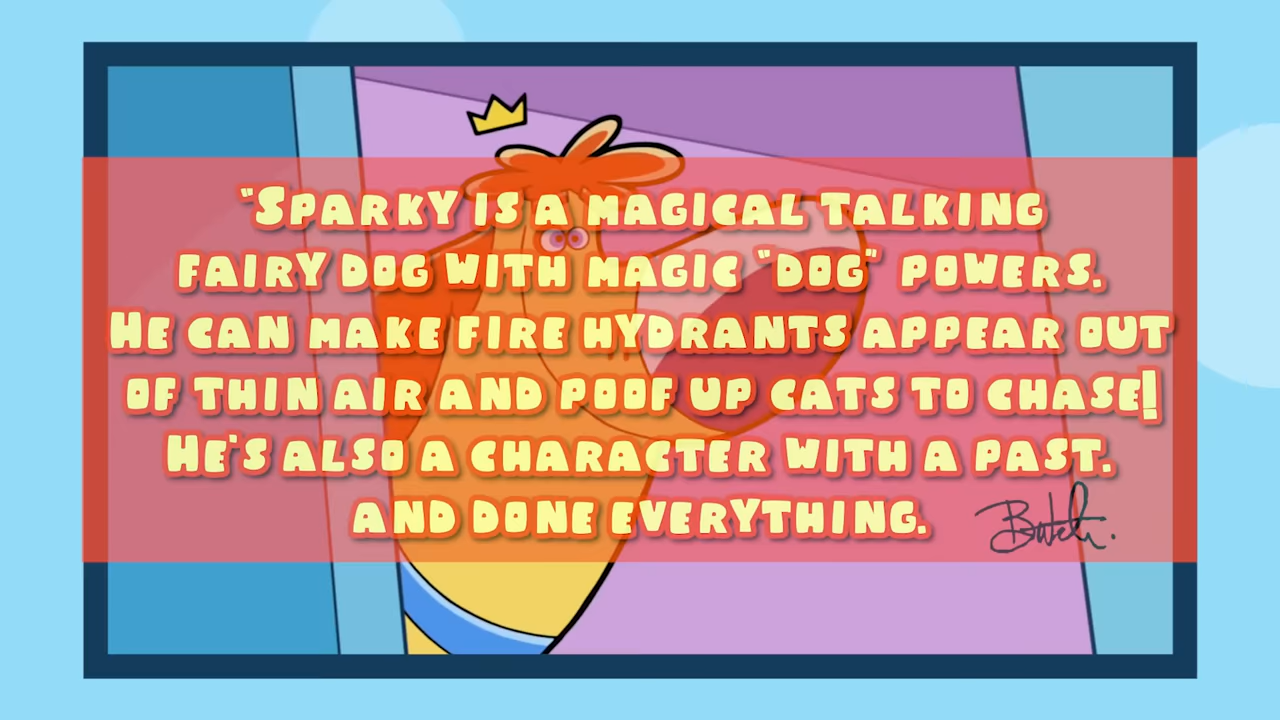 "Sparky is a magical talking
fairy dog with magic "dog" powers.
He can make fire hydrants appear out
of thin air and poof up cats to chase!
He's also a character with a past.
and done everything.
Butch.